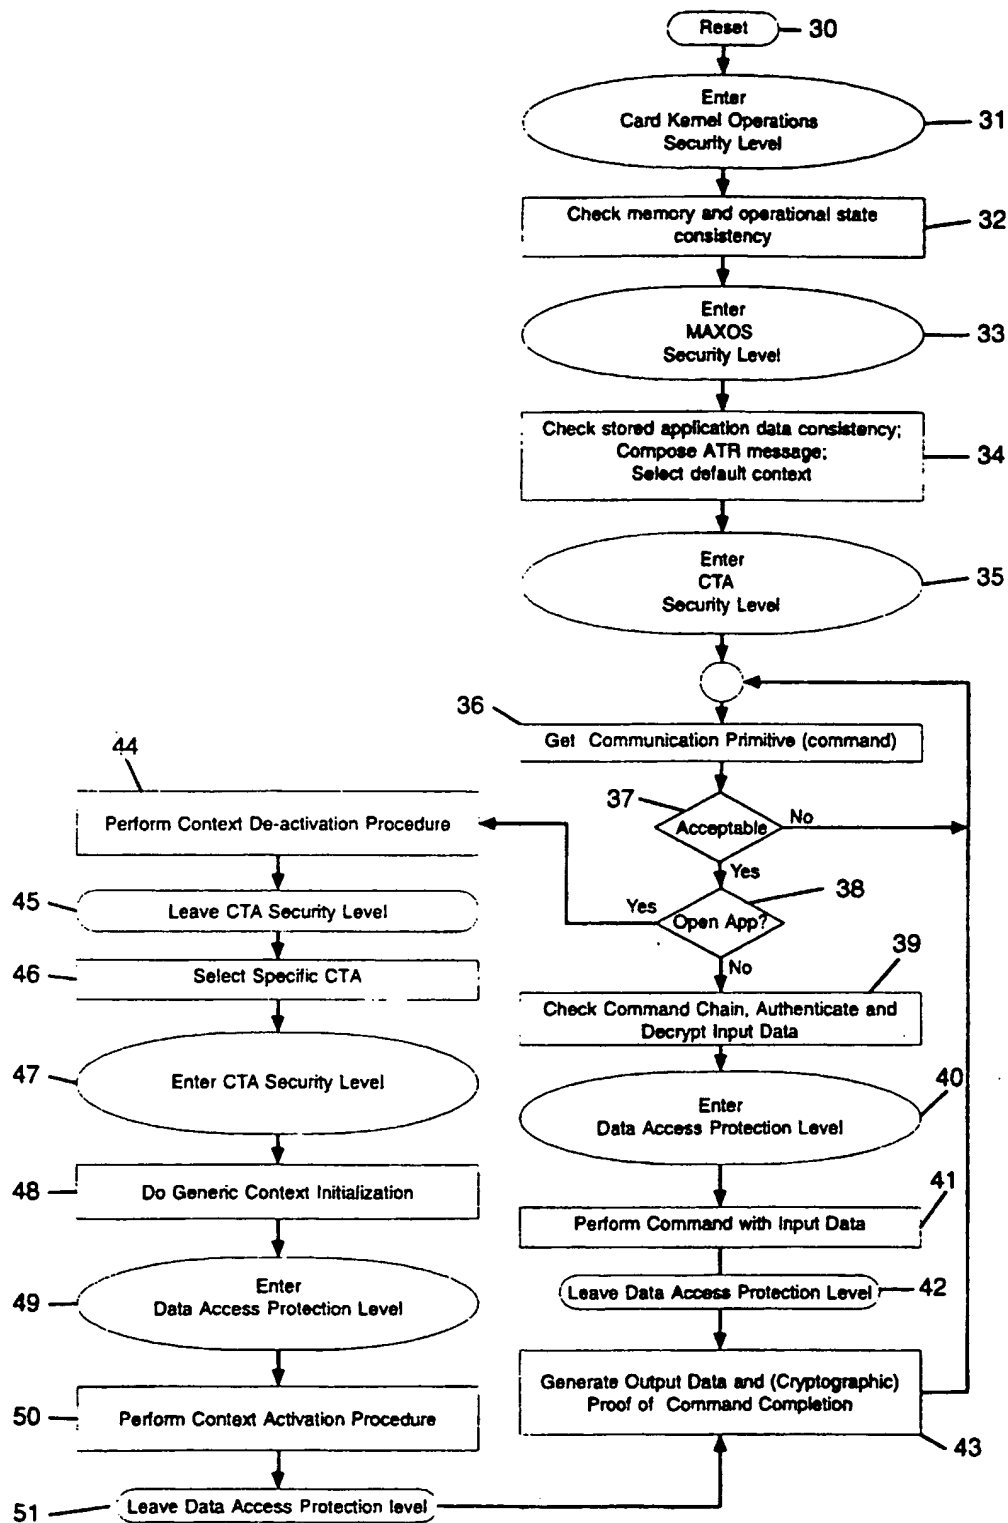 Reset
30
Enter
Card Kernel Operations
Security Level
31
Check memory and operational state
consistency
32
Enter
MAXOS
Security Level
33
Check stored application data consistency;
Compose ATR message;
Select default context
34
Enter
CTA
Security Level
35
36
Get Communication Primitive (command)
37
Acceptable
No
Yes
38
Open App?
Yes
No
39
Check Command Chain, Authenticate and
Decrypt Input Data
40
Enter
Data Access Protection Level
41
Perform Command with Input Data
Leave Data Access Protection Level
42
Generate Output Data and (Cryptographic)
Proof of Command Completion
43
44
Perform Context De-activation Procedure
45
Leave CTA Security Level
46
Select Specific CTA
47
Enter CTA Security Level
48
Do Generic Context Initialization
49
Enter
Data Access Protection Level
50
Perform Context Activation Procedure
51
Leave Data Access Protection level